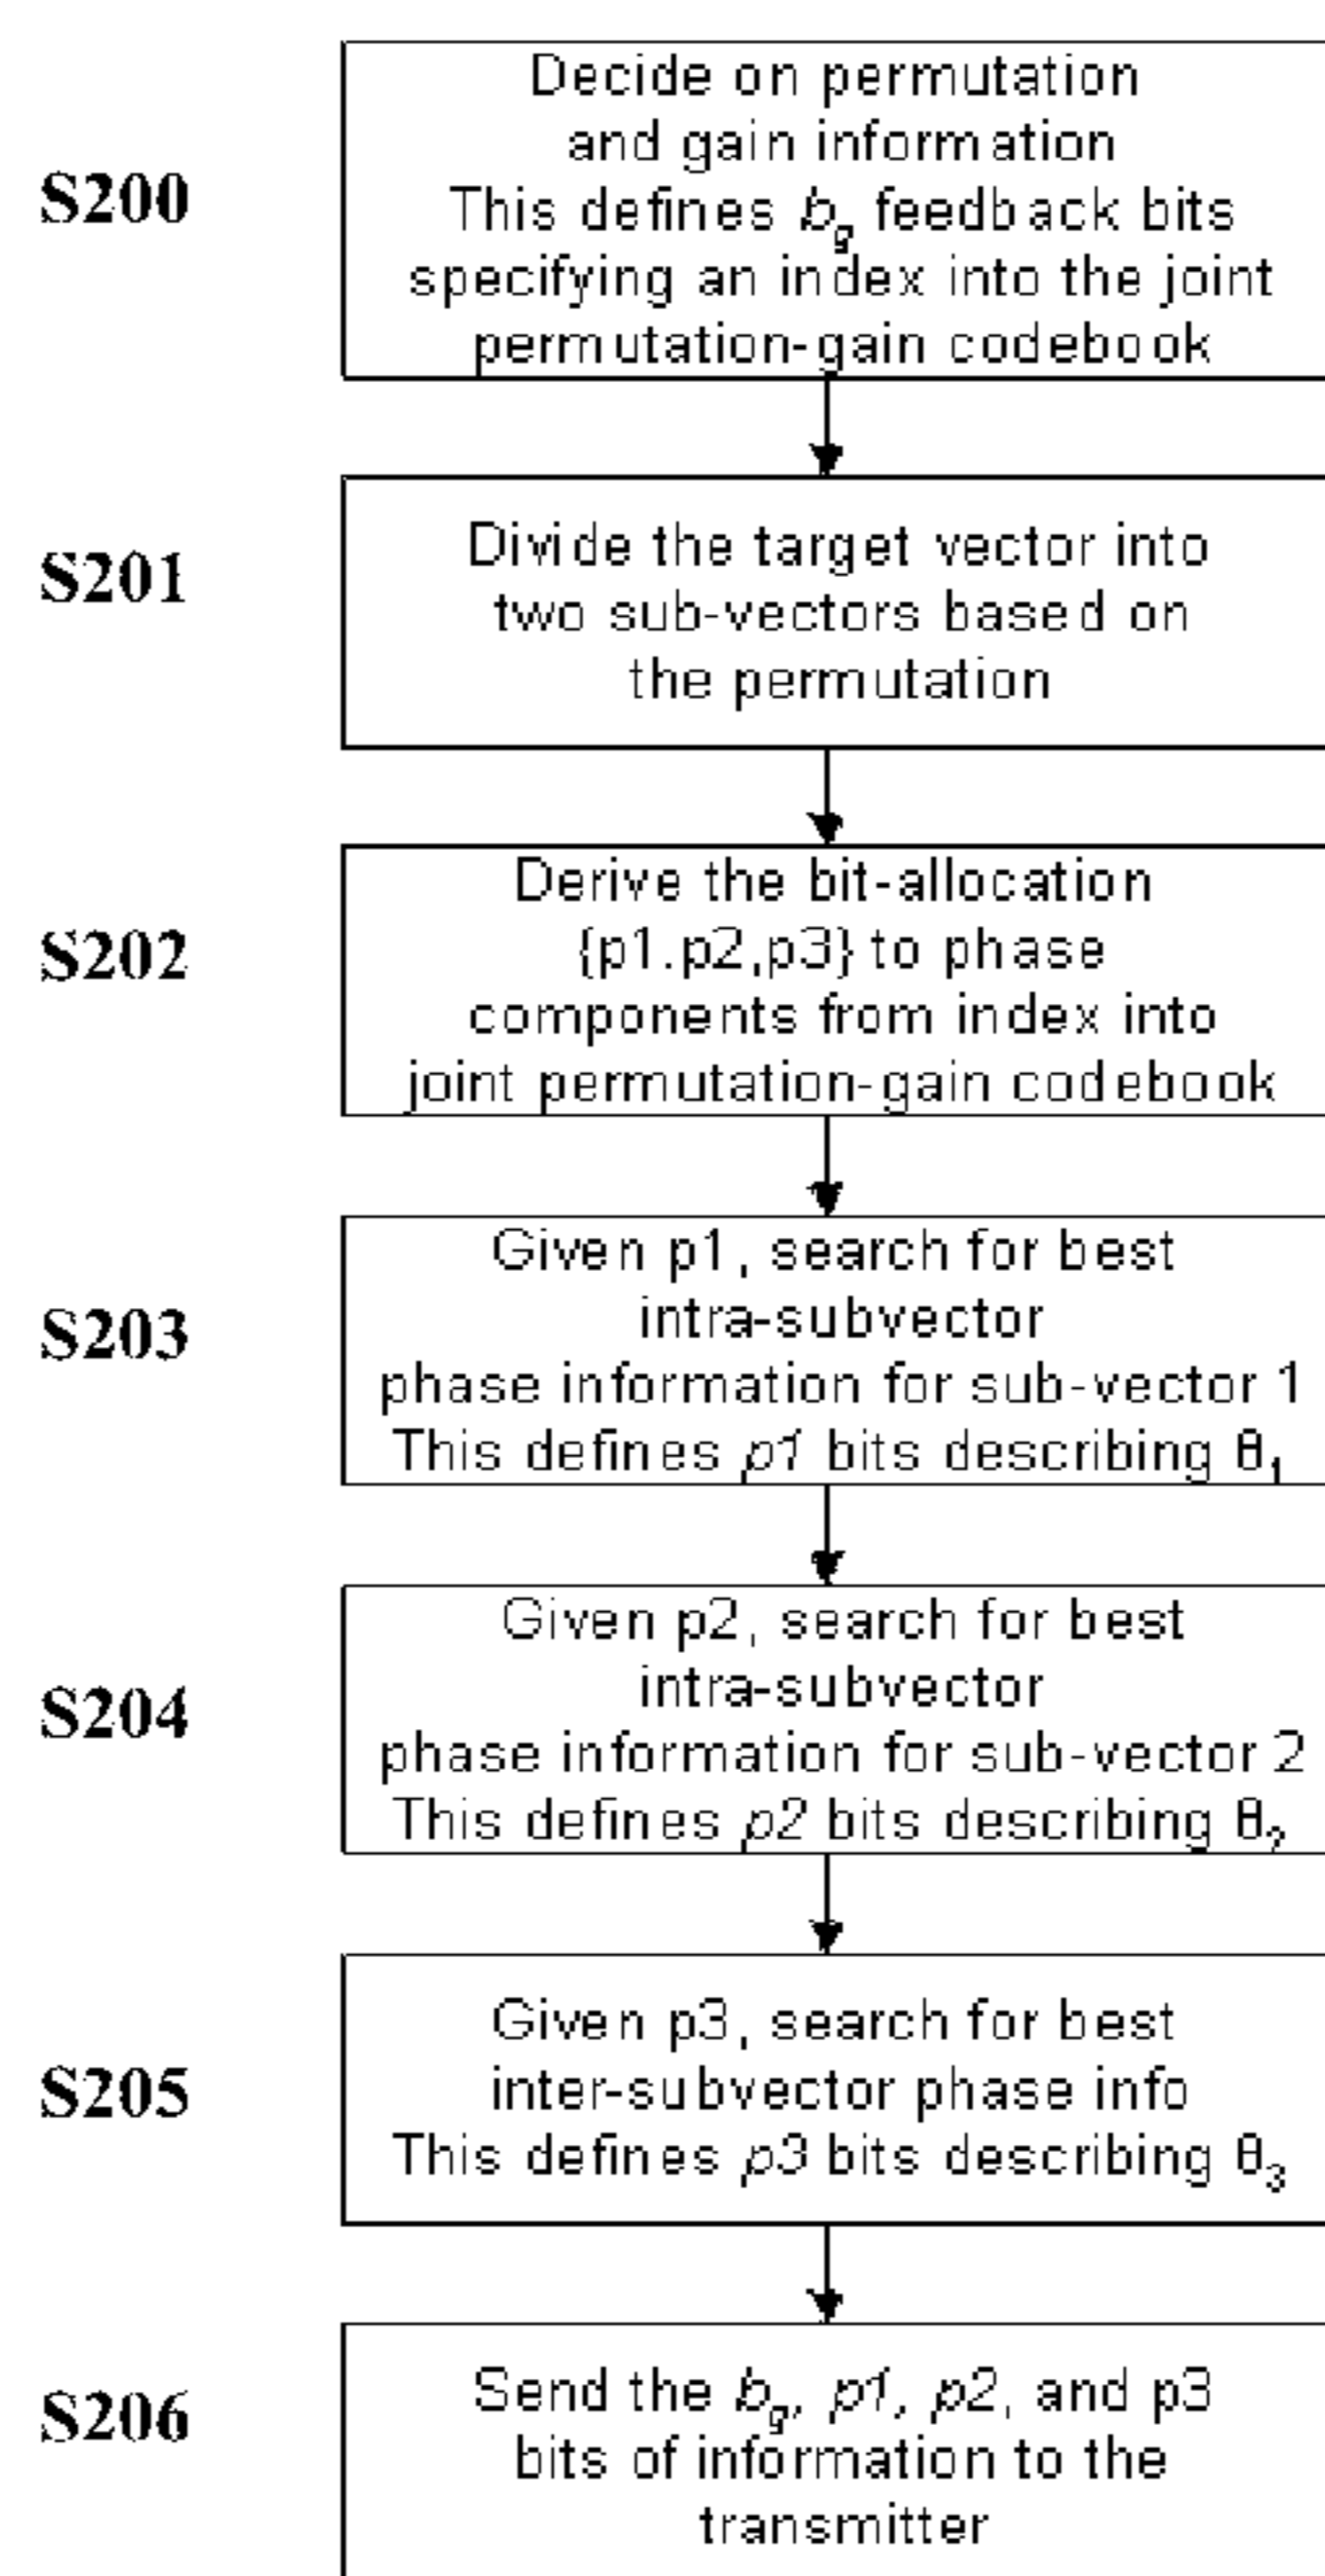 S200
Decide on permutation
and gain information
This defines b_g feedback bits
specifying an index into the joint
permutation-gain codebook
S201
Divide the target vector into
two sub-vectors based on
the permutation
S202
Derive the bit-allocation
{p1.p2,p3} to phase
components from index into
joint permutation-gain codebook
S203
Given p1, search for best
intra-subvector
phase information for sub-vector 1
This defines p1 bits describing θ₁
S204
Given p2, search for best
intra-subvector
phase information for sub-vector 2
This defines p2 bits describing θ₂
S205
Given p3, search for best
inter-subvector phase info
This defines p3 bits describing θ₃
S206
Send the b_g, p1, p2, and p3
bits of information to the
transmitter